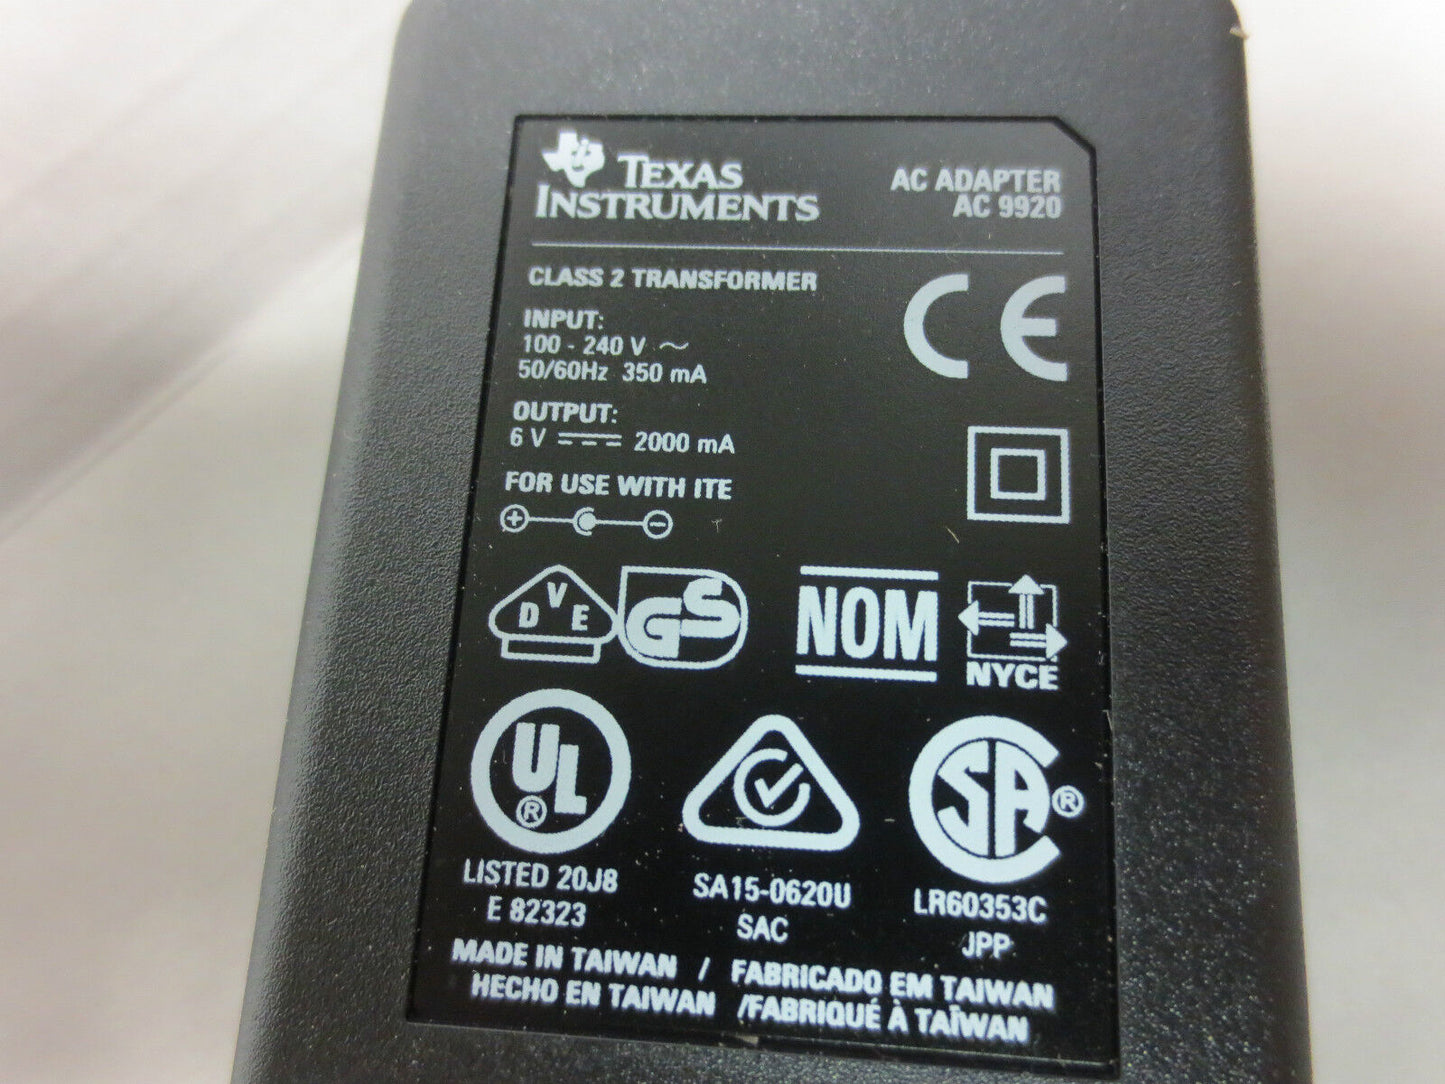 TEXAS
INSTRUMENTS
AC ADAPTER
AC 9920
CLASS 2 TRANSFORMER
INPUT:
100 - 240 V ~
50/60Hz 350 mA
OUTPUT:
6 V 2000 mA
FOR USE WITH ITE
+ −
CE
DVE
GS
NOM
NYCE
UL®
LISTED 20J8
E 82323
SA15-0620U
SAC
SA®
LR60353C
JPP
MADE IN TAIWAN / FABRICADO EM TAIWAN
HECHO EN TAIWAN /FABRIQUÉ À TAÏWAN